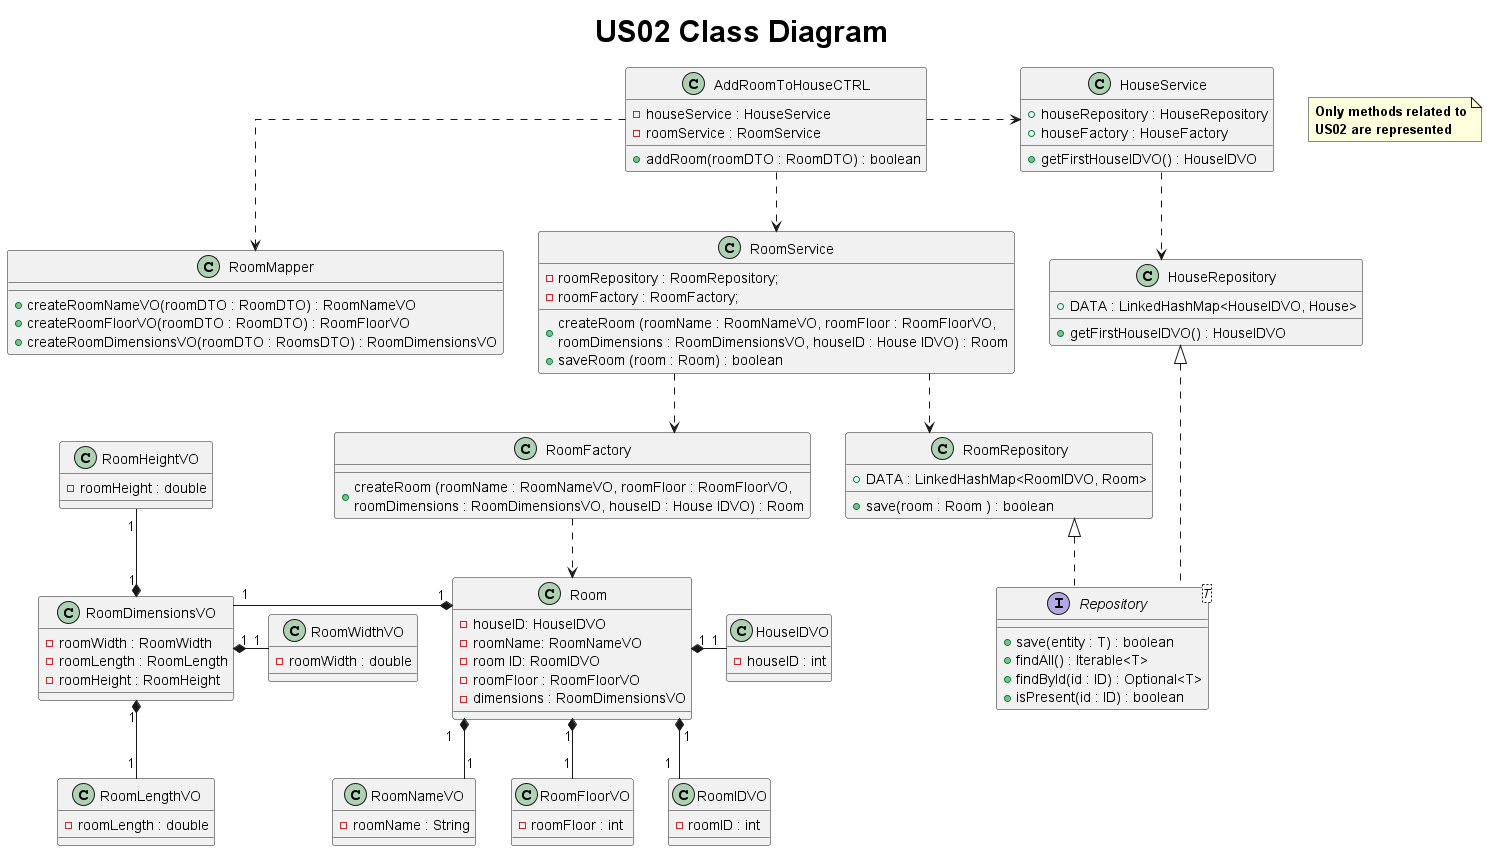 US02 Class Diagram
C AddRoomToHouseCTRL
houseService : HouseService
roomService : RoomService
addRoom(roomDTO : RoomDTO) : boolean
C HouseService
houseRepository : HouseRepository
houseFactory : HouseFactory
getFirstHouseIDVO() : HouseIDVO
Only methods related to
US02 are represented
C RoomMapper
createRoomNameVO(roomDTO : RoomDTO) : RoomNameVO
createRoomFloorVO(roomDTO : RoomDTO) : RoomFloorVO
createRoomDimensionsVO(roomDTO : RoomsDTO) : RoomDimensionsVO
C RoomService
roomRepository : RoomRepository;
roomFactory : RoomFactory;
createRoom (roomName : RoomNameVO, roomFloor : RoomFloorVO,
roomDimensions : RoomDimensionsVO, houseID : House IDVO) : Room
saveRoom (room : Room) : boolean
C HouseRepository
DATA : LinkedHashMap<HouseIDVO, House>
getFirstHouseIDVO() : HouseIDVO
C RoomHeightVO
roomHeight : double
C RoomFactory
createRoom (roomName : RoomNameVO, roomFloor : RoomFloorVO,
roomDimensions : RoomDimensionsVO, houseID : House IDVO) : Room
C RoomRepository
DATA : LinkedHashMap<RoomIDVO, Room>
save(room : Room ) : boolean
1
1
C RoomDimensionsVO
roomWidth : RoomWidth
roomLength : RoomLength
roomHeight : RoomHeight
1 1
1 1
C RoomWidthVO
roomWidth : double
C Room
houseID: HouseIDVO
roomName: RoomNameVO
room ID: RoomIDVO
roomFloor : RoomFloorVO
dimensions : RoomDimensionsVO
1 1
C HouseIDVO
houseID : int
I Repository
T
save(entity : T) : boolean
findAll() : Iterable<T>
findById(id : ID) : Optional<T>
isPresent(id : ID) : boolean
1
1
1 1 1
1 1 1
C RoomLengthVO
roomLength : double
C RoomNameVO
roomName : String
C RoomFloorVO
roomFloor : int
C RoomIDVO
roomID : int